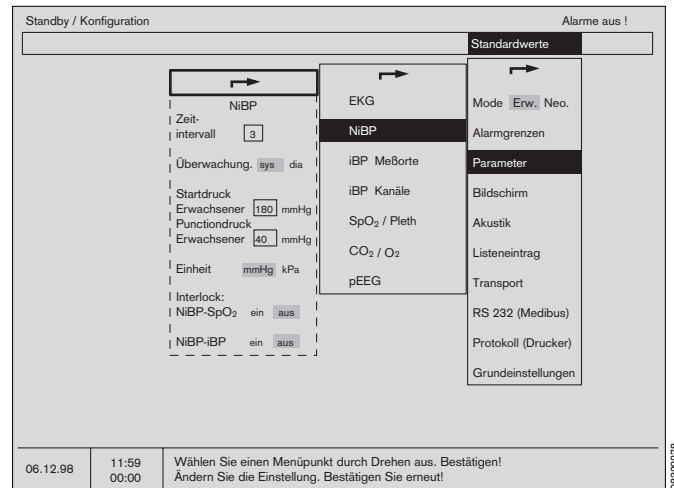 Standby / Konfiguration
Alarme aus !
Standardwerte
NiBP
Zeit-
intervall 3
Überwachung. sys dia
Startdruck
Erwachsener 180 mmHg
Punctiondruck
Erwachsener 40 mmHg
Einheit mmHg kPa
Interlock:
NiBP-SpO₂ ein aus
NiBP-iBP ein aus
EKG
NiBP
iBP Meßorte
iBP Kanäle
SpO₂ / Pleth
CO₂ / O₂
pEEG
Mode Erw. Neo.
Alarmgrenzen
Parameter
Bildschirm
Akustik
Listeneintrag
Transport
RS 232 (Medibus)
Protokoll (Drucker)
Grundeinstellungen
06.12.98
11:59
00:00
Wählen Sie einen Menüpunkt durch Drehen aus. Bestätigen!
Ändern Sie die Einstellung. Bestätigen Sie erneut!